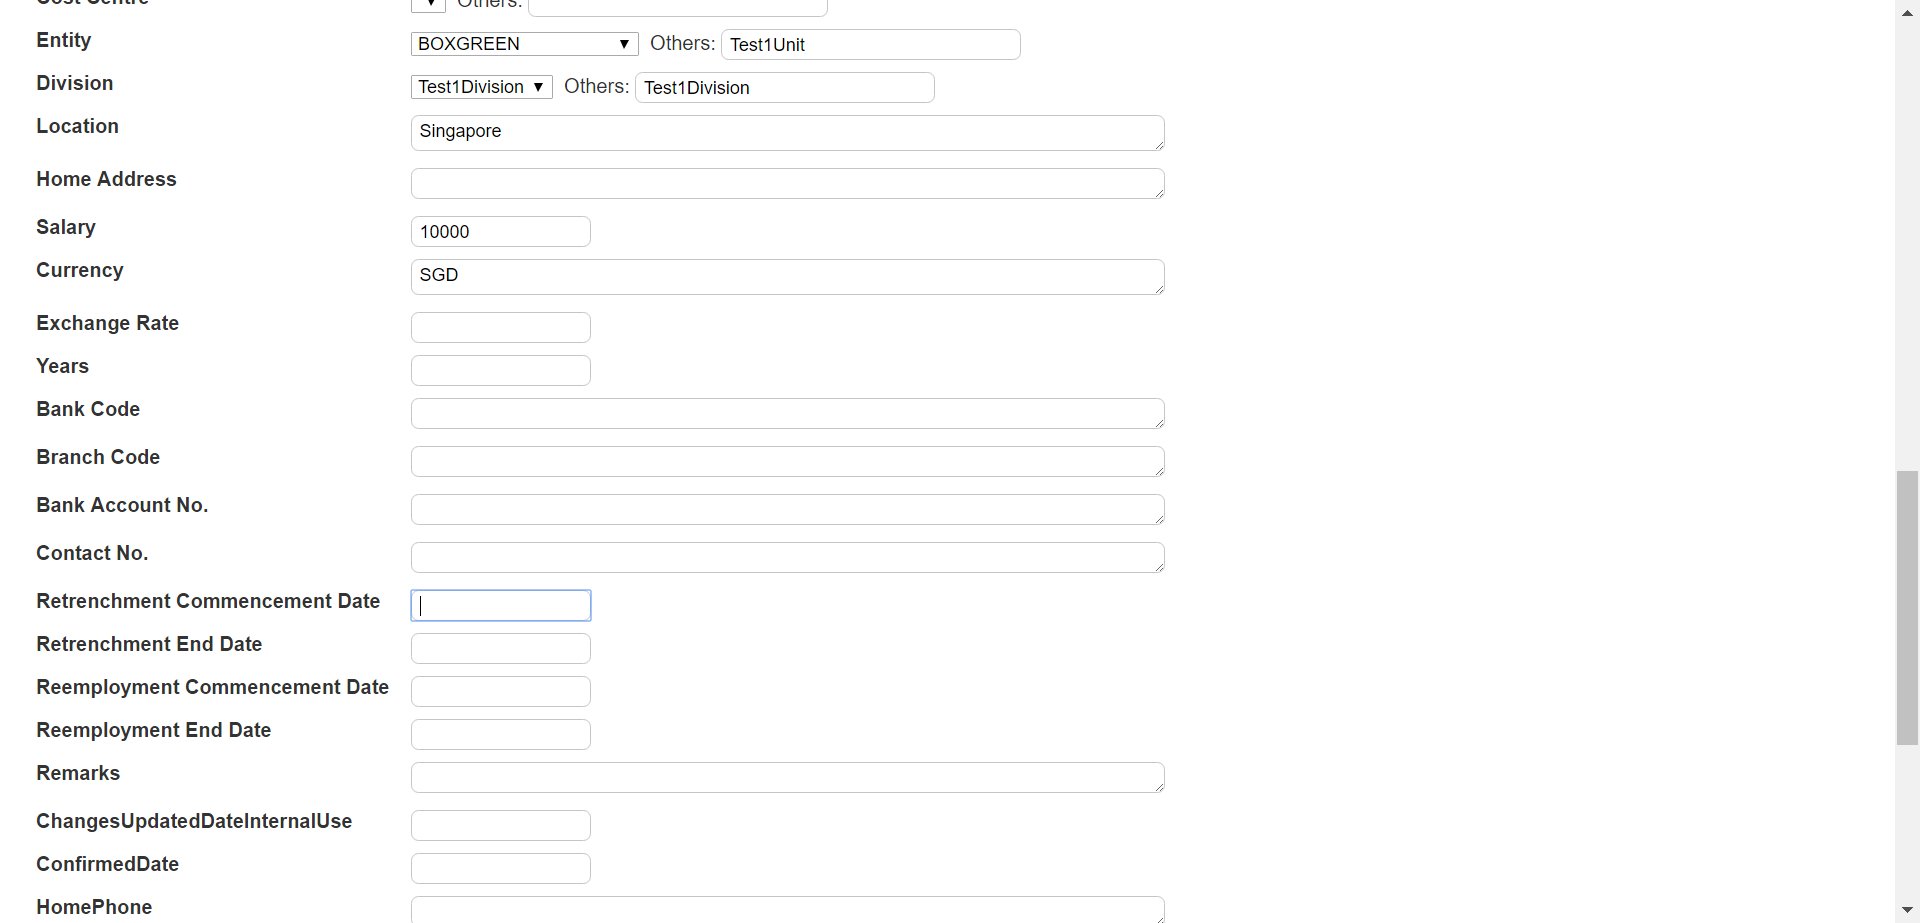 Cost Centre Others:
Entity BOXGREEN Others: Test1Unit
Division Test1Division Others: Test1Division
Location Singapore
Home Address
Salary 10000
Currency SGD
Exchange Rate
Years
Bank Code
Branch Code
Bank Account No.
Contact No.
Retrenchment Commencement Date
Retrenchment End Date
Reemployment Commencement Date
Reemployment End Date
Remarks
ChangesUpdatedDateInternalUse
ConfirmedDate
HomePhone